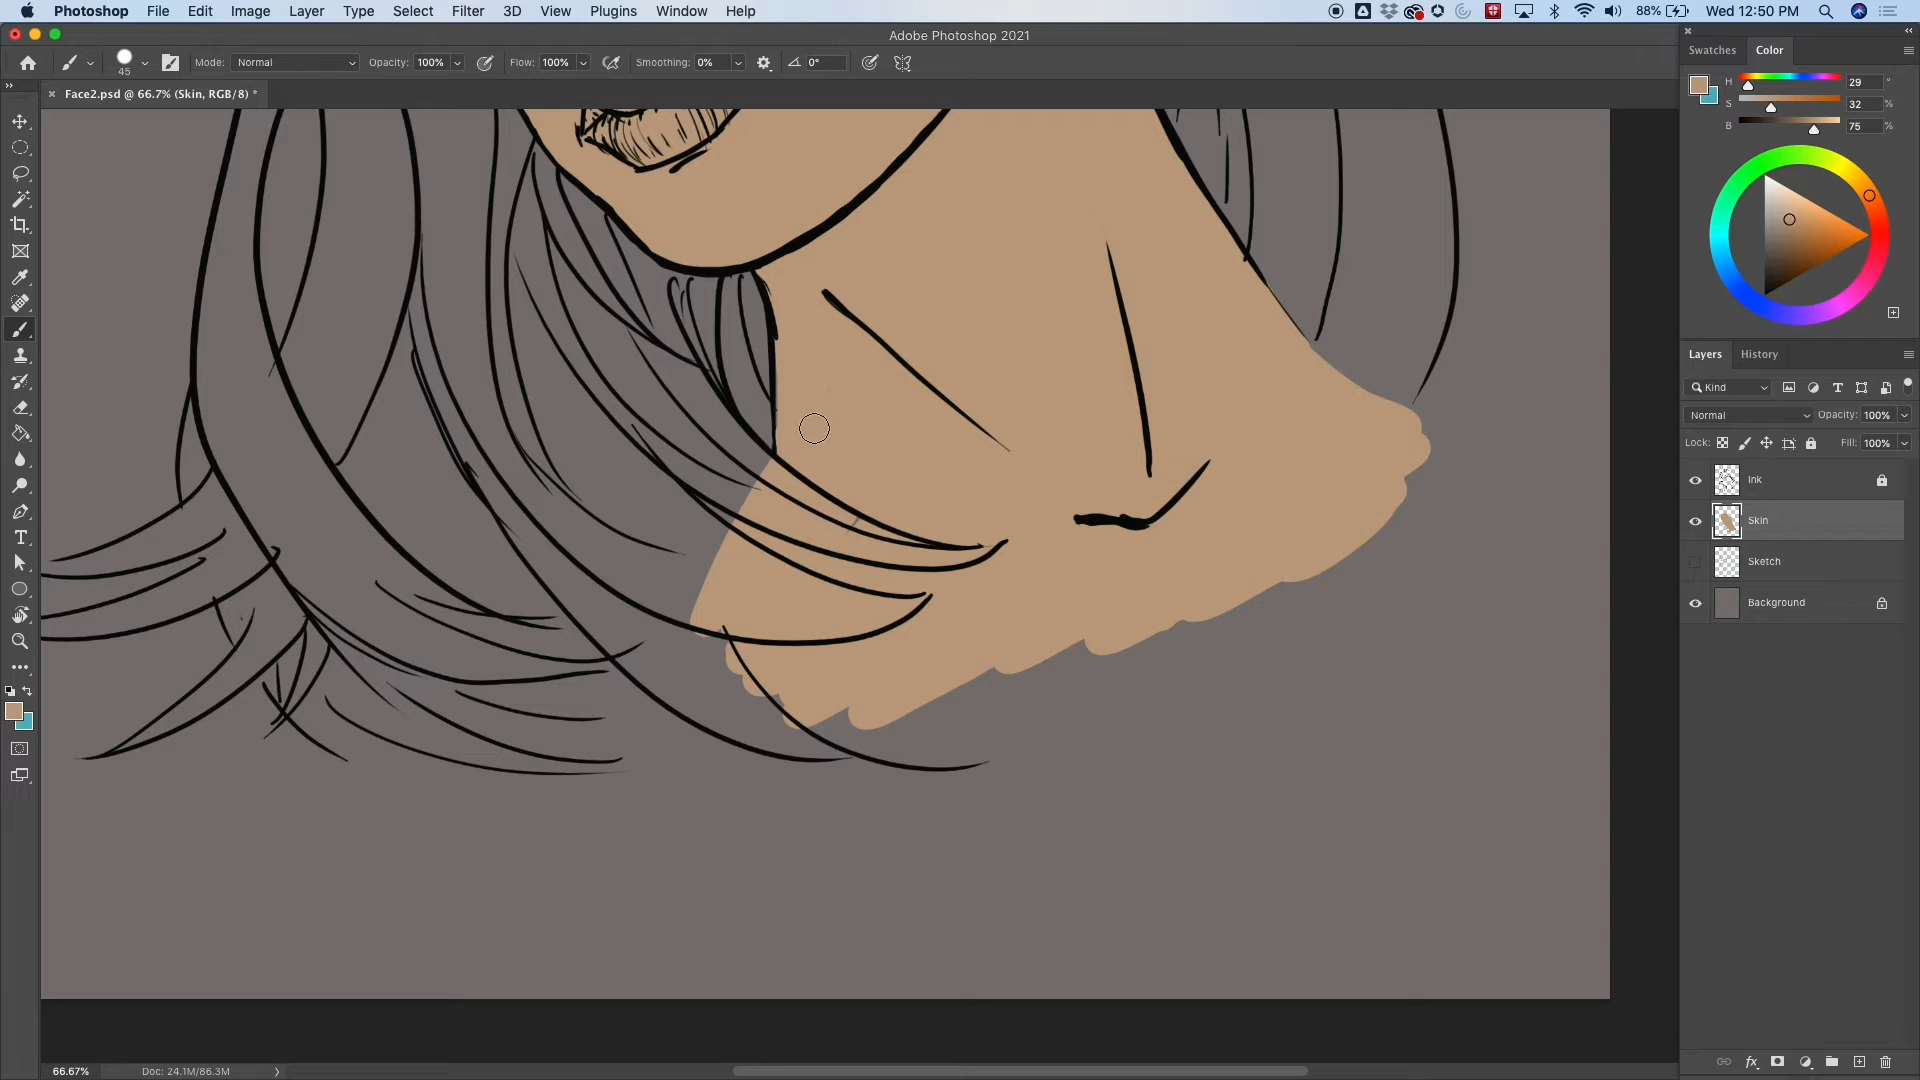 Photoshop File Edit Image Layer Type Select Filter 3D View Plugins Window Help 88% Wed 12:50 PM
Adobe Photoshop 2021
45 Mode: Normal Opacity: 100% Flow: 100% Smoothing: 0% 0°
Face2.psd @ 66.7% (Skin, RGB/8) *
Swatches Color
H 29 °
S 32 %
B 75 %
Layers History
Kind
Normal Opacity: 100%
Lock: Fill: 100%
Ink
Skin
Sketch
Background
66.67% Doc: 24.1M/86.3M